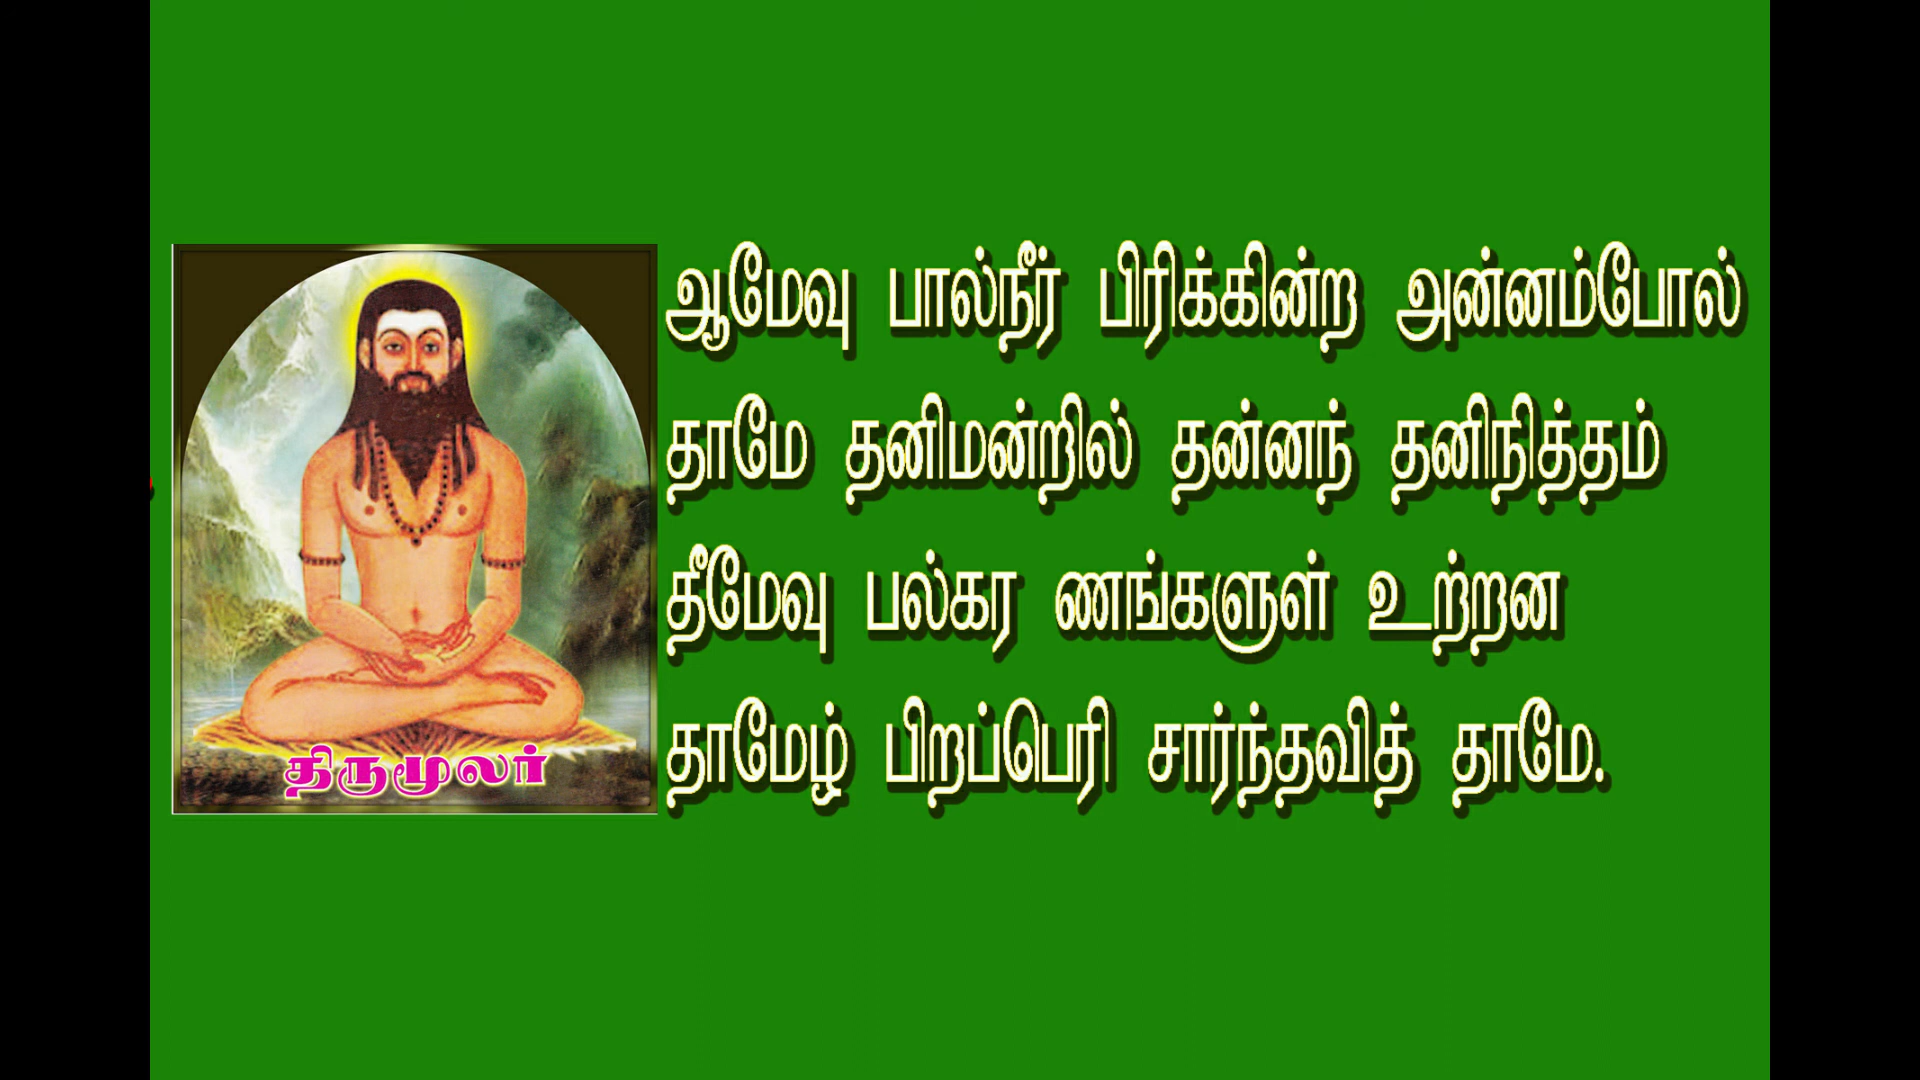 ஆமேவு பால்நீர் பிரிக்கின்ற அன்னம்போல்
தாமே தனிமன்றில் தன்னந் தனிநித்தம்
தீமேவு பல்கர ணங்களுள் உற்றன
தாமேழ் பிறப்பெரி சார்ந்தவித் தாமே.
திருமூலர்